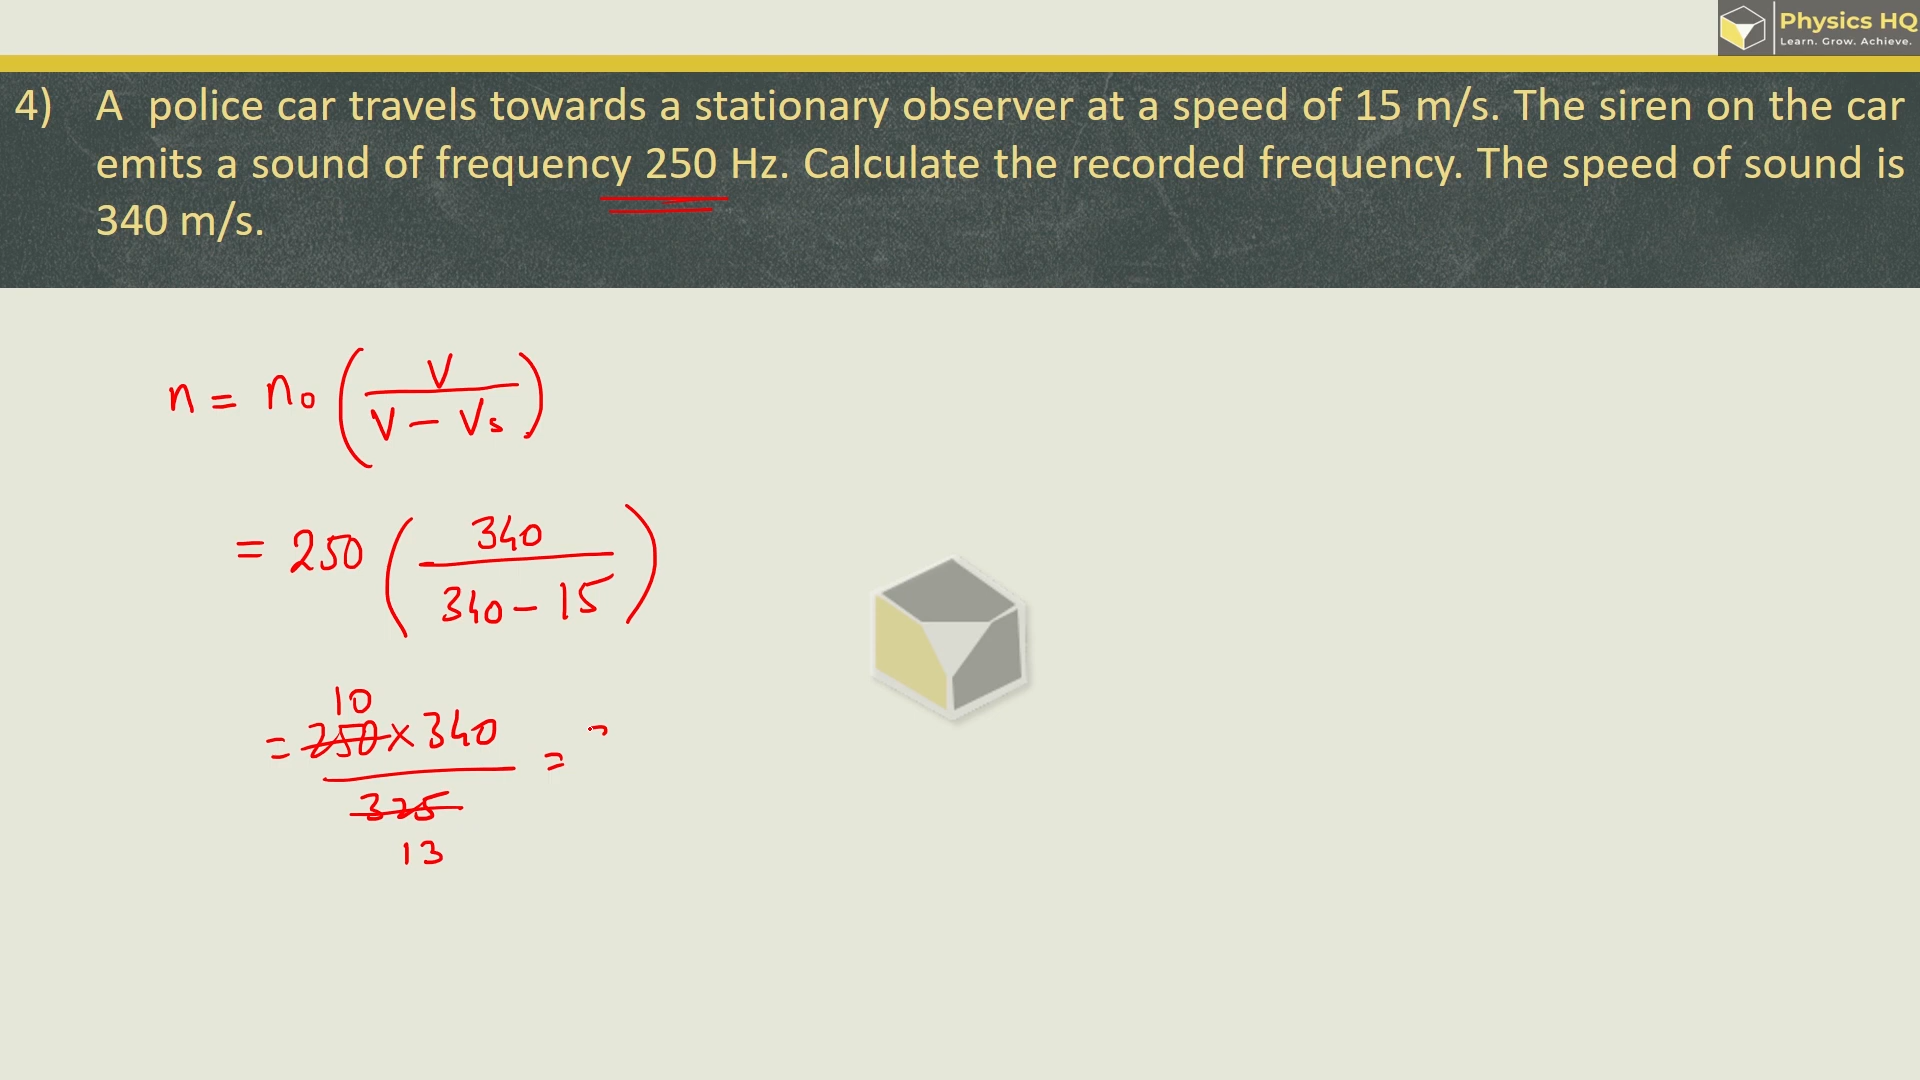 Physics HQ
Learn. Grow. Achieve.
4) A police car travels towards a stationary observer at a speed of 15 m/s. The siren on the car
emits a sound of frequency 250 Hz. Calculate the recorded frequency. The speed of sound is
340 m/s.
n = n₀ (V / (V – Vs))
= 250 (340 / (340 – 15))
10
= 250 × 340 / 325 =
13